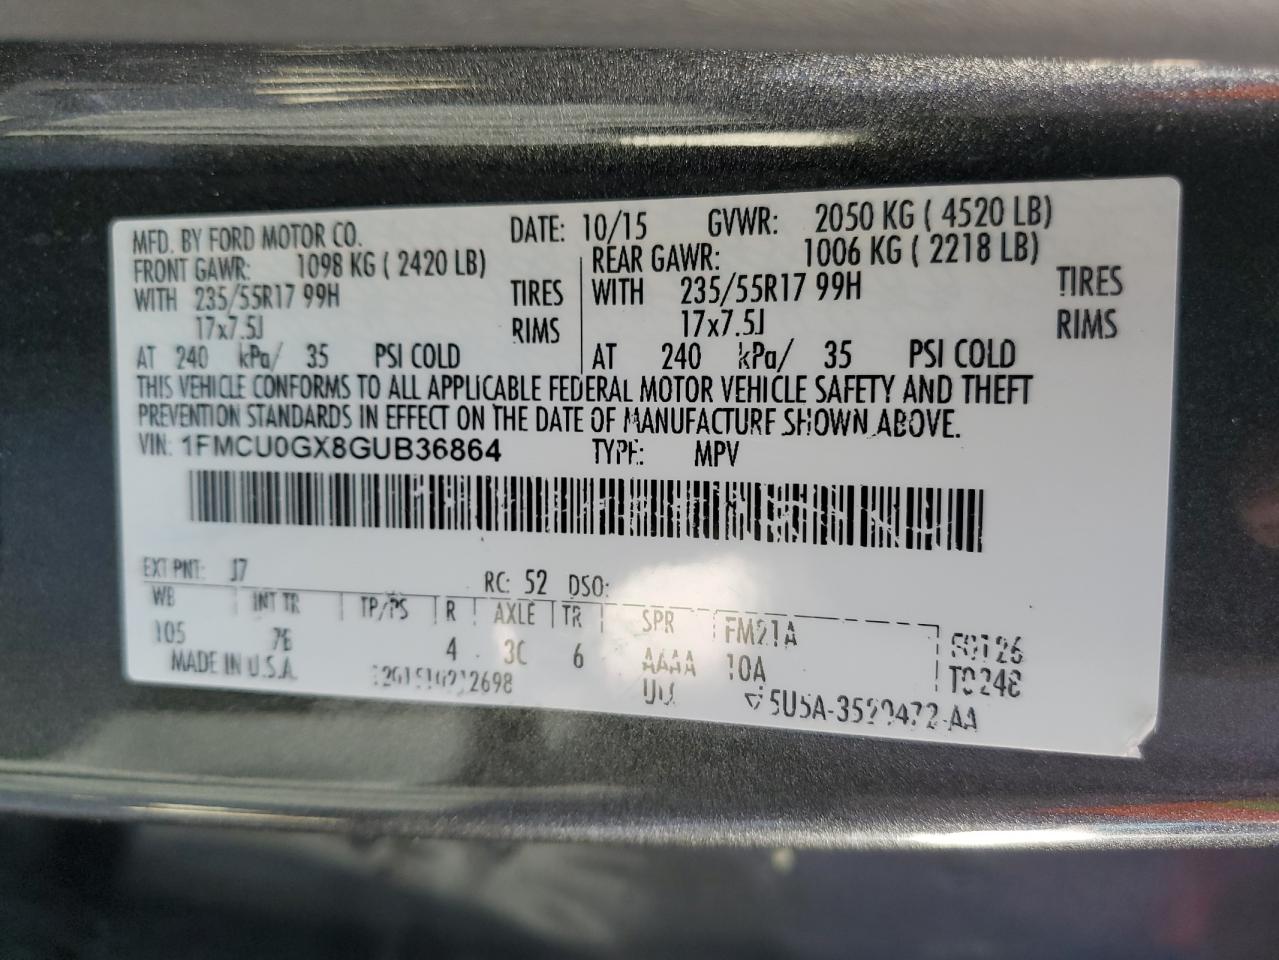 MFD. BY FORD MOTOR CO. DATE: 10/15 GVWR: 2050 KG ( 4520 LB)
FRONT GAWR: 1098 KG ( 2420 LB) REAR GAWR: 1006 KG ( 2218 LB)
WITH 235/55R17 99H TIRES WITH 235/55R17 99H TIRES
17x7.5J RIMS 17x7.5J RIMS
AT 240 kPa/ 35 PSI COLD AT 240 kPa/ 35 PSI COLD
THIS VEHICLE CONFORMS TO ALL APPLICABLE FEDERAL MOTOR VEHICLE SAFETY AND THEFT
PREVENTION STANDARDS IN EFFECT ON THE DATE OF MANUFACTURE SHOWN ABOVE.
VIN: 1FMCU0GX8GUB36864 TYPE: MPV
EXT PNT: J7 RC: 52 DSO:
WB INT TR TP/PS R AXLE TR SPR FM21A
105 4 6 AAAA 10A
MADE IN U.S.A.